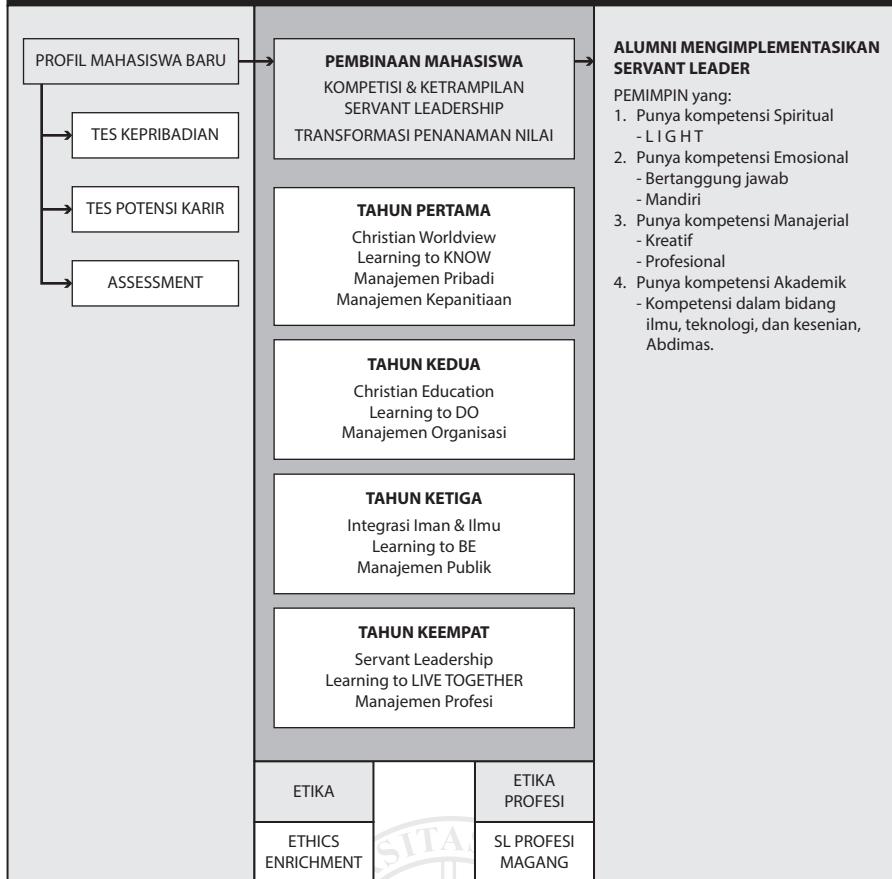 PROFIL MAHASISWA BARU
TES KEPRIBADIAN
TES POTENSI KARIR
ASSESSMENT
PEMBINAAN MAHASISWA
KOMPETISI & KETRAMPILAN
SERVANT LEADERSHIP
TRANSFORMASI PENANAMAN NILAI
TAHUN PERTAMA
Christian Worldview
Learning to KNOW
Manajemen Pribadi
Manajemen Kepanitiaan
TAHUN KEDUA
Christian Education
Learning to DO
Manajemen Organisasi
TAHUN KETIGA
Integrasi Iman & Ilmu
Learning to BE
Manajemen Publik
TAHUN KEEMPAT
Servant Leadership
Learning to LIVE TOGETHER
Manajemen Profesi
ETIKA
ETHICS
ENRICHMENT
ETIKA
PROFESI
SL PROFESI
MAGANG
ALUMNI MENGIMPLEMENTASIKAN
SERVANT LEADER
PEMIMPIN yang:
1. Punya kompetensi Spiritual
- L I G H T
2. Punya kompetensi Emosional
- Bertanggung jawab
- Mandiri
3. Punya kompetensi Manajerial
- Kreatif
- Profesional
4. Punya kompetensi Akademik
- Kompetensi dalam bidang
ilmu, teknologi, dan kesenian,
Abdimas.